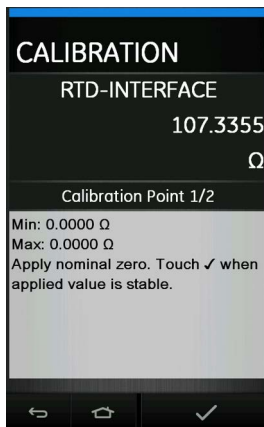 CALIBRATION
RTD-INTERFACE
107.3355
Ω
Calibration Point 1/2
Min: 0.0000 Ω
Max: 0.0000 Ω
Apply nominal zero. Touch ✓ when
applied value is stable.